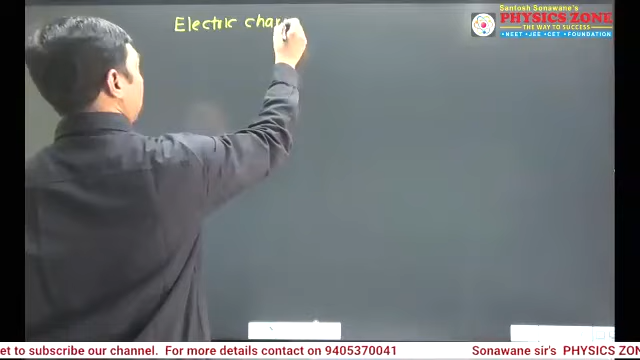 Electric char
Santosh Sonawane's
PHYSICS ZONE
THE WAY TO SUCCESS
•NEET •JEE •CET •FOUNDATION
et to subscribe our channel. For more details contact on 9405370041 Sonawane sir's PHYSICS ZON